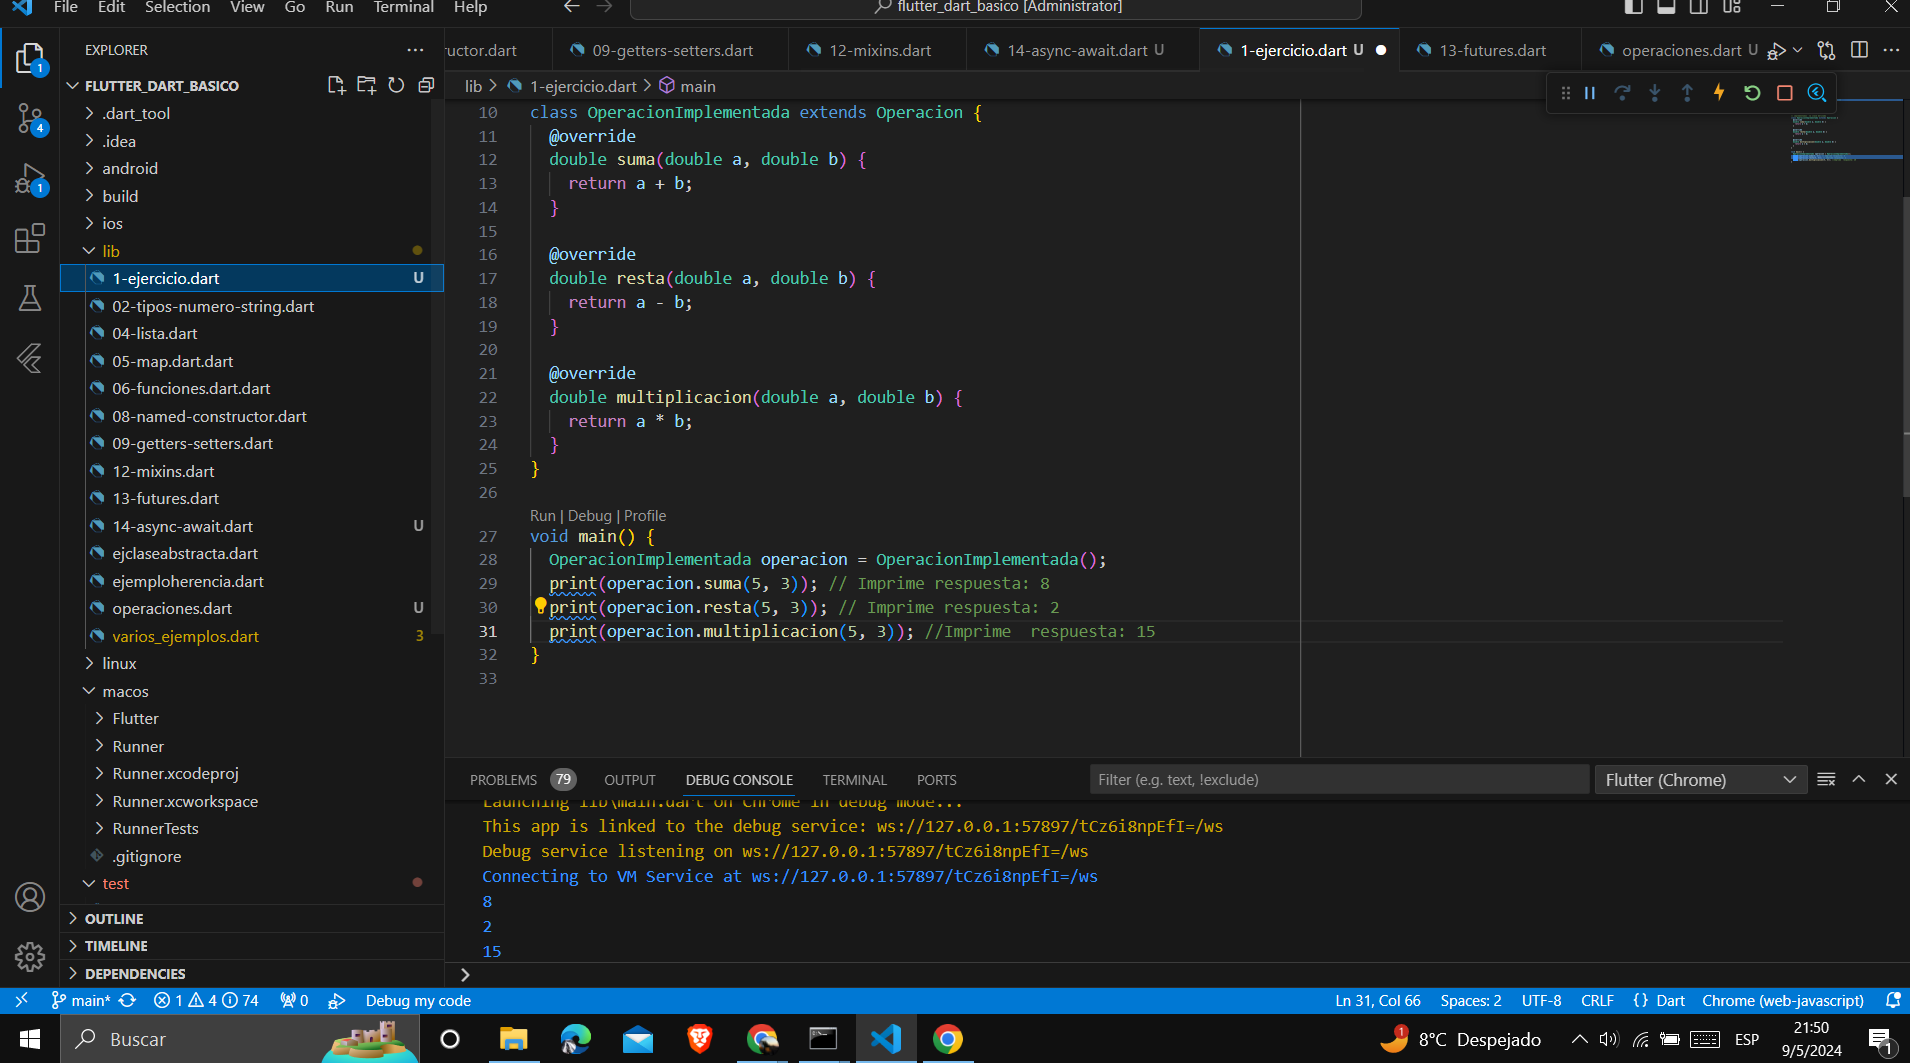 File Edit Selection View Go Run Terminal Help
flutter_dart_basico [Administrator]
EXPLORER
FLUTTER_DART_BASICO
.dart_tool
.idea
android
build
ios
lib
1-ejercicio.dart U
02-tipos-numero-string.dart
04-lista.dart
05-map.dart.dart
06-funciones.dart.dart
08-named-constructor.dart
09-getters-setters.dart
12-mixins.dart
13-futures.dart
14-async-await.dart U
ejclaseabstracta.dart
ejemploherencia.dart
operaciones.dart U
varios_ejemplos.dart 3
linux
macos
Flutter
Runner
Runner.xcodeproj
Runner.xcworkspace
RunnerTests
.gitignore
test
OUTLINE
TIMELINE
DEPENDENCIES
1
4
1
uctor.dart 09-getters-setters.dart 12-mixins.dart 14-async-await.dart U 1-ejercicio.dart U 13-futures.dart operaciones.dart U
lib > 1-ejercicio.dart > main
10 class OperacionImplementada extends Operacion {
11 @override
12 double suma(double a, double b) {
13 return a + b;
14 }
15
16 @override
17 double resta(double a, double b) {
18 return a - b;
19 }
20
21 @override
22 double multiplicacion(double a, double b) {
23 return a * b;
24 }
25 }
26
Run | Debug | Profile
27 void main() {
28 OperacionImplementada operacion = OperacionImplementada();
29 print(operacion.suma(5, 3)); // Imprime respuesta: 8
30 print(operacion.resta(5, 3)); // Imprime respuesta: 2
31 print(operacion.multiplicacion(5, 3)); //Imprime  respuesta: 15
32 }
33
PROBLEMS 79 OUTPUT DEBUG CONSOLE TERMINAL PORTS
Filter (e.g. text, !exclude)
Flutter (Chrome)
Launching lib\main.dart on Chrome in debug mode...
This app is linked to the debug service: ws://127.0.0.1:57897/tCz6i8npEfI=/ws
Debug service listening on ws://127.0.0.1:57897/tCz6i8npEfI=/ws
Connecting to VM Service at ws://127.0.0.1:57897/tCz6i8npEfI=/ws
8
2
15
main* 1 4 74 0 Debug my code
Ln 31, Col 66 Spaces: 2 UTF-8 CRLF {} Dart Chrome (web-javascript)
Buscar
1
8°C Despejado
ESP
21:50
9/5/2024
1